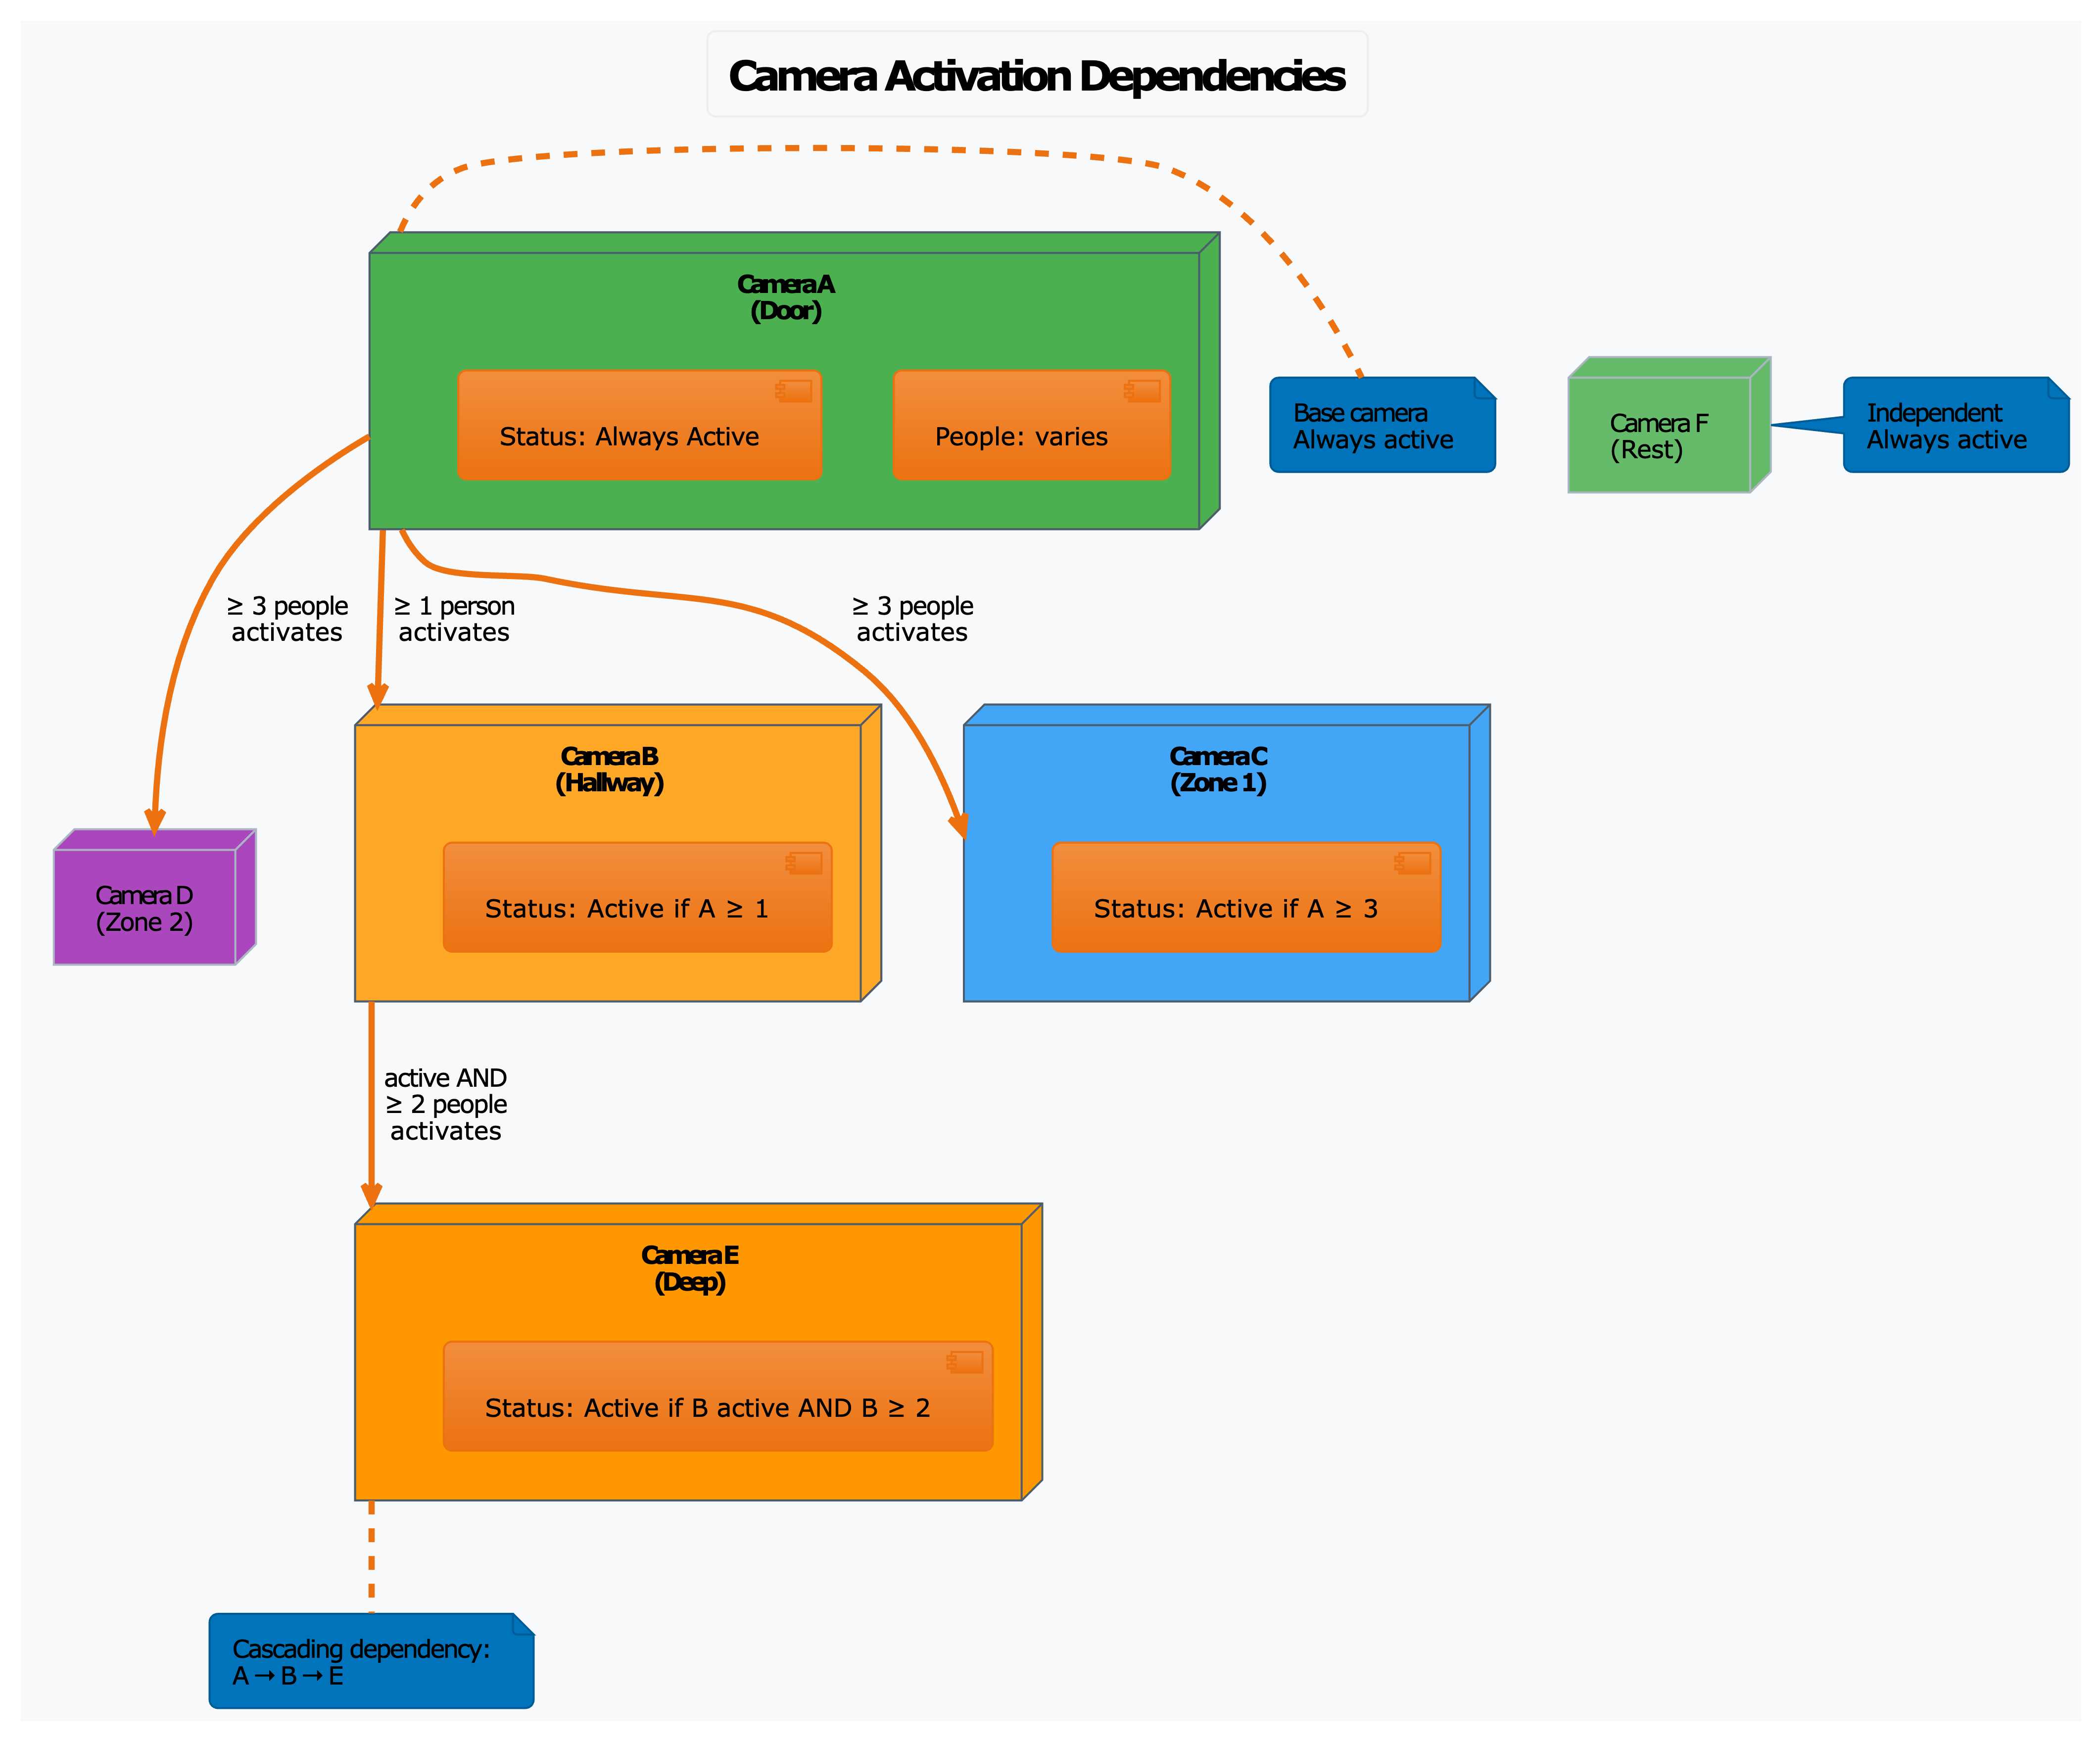 Camera Activation Dependencies
Camera A
(Door)
Status: Always Active
People: varies
Base camera
Always active
Camera F
(Rest)
Independent
Always active
≥ 3 people
activates
≥ 1 person
activates
≥ 3 people
activates
Camera B
(Hallway)
Status: Active if A ≥ 1
Camera C
(Zone 1)
Status: Active if A ≥ 3
Camera D
(Zone 2)
active AND
≥ 2 people
activates
Camera E
(Deep)
Status: Active if B active AND B ≥ 2
Cascading dependency:
A → B → E